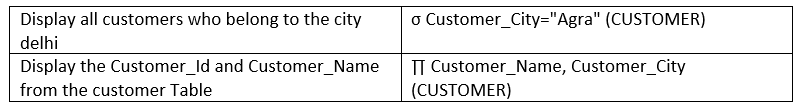 Display all customers who belong to the city
delhi
σ Customer_City="Agra" (CUSTOMER)
Display the Customer_Id and Customer_Name
from the customer Table
∏ Customer_Name, Customer_City
(CUSTOMER)